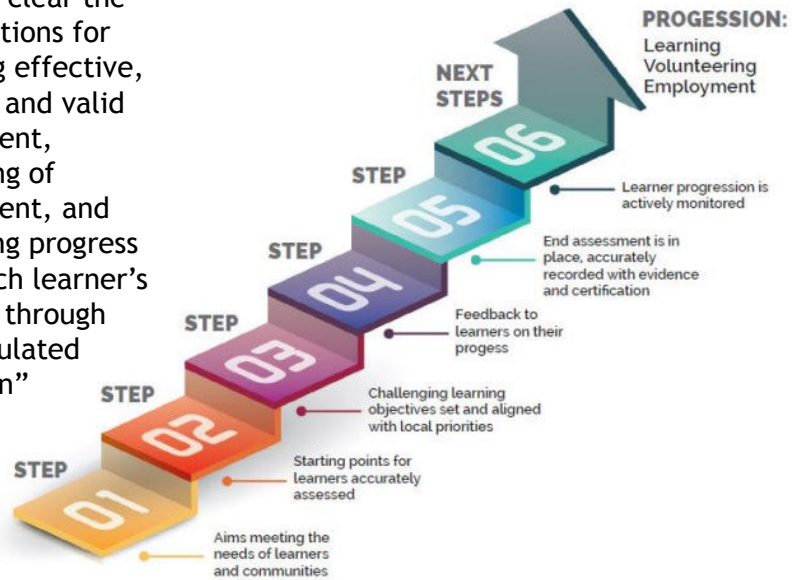 clear the
tions for
g effective,
and valid
ent,
ng of
ent, and
ng progress
ch learner's
through
ulated
n”
PROGESSION:
Learning
Volunteering
Employment
NEXT
STEPS
06
Learner progression is
actively monitored
STEP
05
End assessment is in
place, accurately
recorded with evidence
and certification
STEP
04
Feedback to
learners on their
progess
STEP
03
Challenging learning
objectives set and aligned
with local priorities
STEP
02
Starting points for
learners accurately
assessed
STEP
01
Aims meeting the
needs of learners
and communities